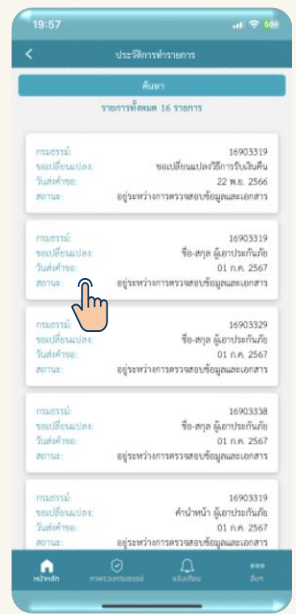 19:57
ประวัติการทำรายการ
ค้นหา
รายการทั้งหมด 16 รายการ
กรมธรรม์: 16903319
ขอเปลี่ยนแปลง: ขอเปลี่ยนแปลงวิธีการรับเงินคืน
วันส่งคำขอ: 22 พ.ย. 2566
สถานะ: อยู่ระหว่างการตรวจสอบข้อมูลและเอกสาร
กรมธรรม์: 16903319
ขอเปลี่ยนแปลง: ชื่อ-สกุล ผู้เอาประกันภัย
วันส่งคำขอ: 01 ก.ค. 2567
สถานะ: อยู่ระหว่างการตรวจสอบข้อมูลและเอกสาร
กรมธรรม์: 16903329
ขอเปลี่ยนแปลง: ชื่อ-สกุล ผู้เอาประกันภัย
วันส่งคำขอ: 01 ก.ค. 2567
สถานะ: อยู่ระหว่างการตรวจสอบข้อมูลและเอกสาร
กรมธรรม์: 16903338
ขอเปลี่ยนแปลง: ชื่อ-สกุล ผู้เอาประกันภัย
วันส่งคำขอ: 01 ก.ค. 2567
สถานะ: อยู่ระหว่างการตรวจสอบข้อมูลและเอกสาร
กรมธรรม์: 16903319
ขอเปลี่ยนแปลง: คำนำหน้า ผู้เอาประกันภัย
วันส่งคำขอ: 01 ก.ค. 2567
สถานะ: อยู่ระหว่างการตรวจสอบข้อมูลและเอกสาร
หน้าหลัก ภาพรวมกรมธรรม์ แจ้งเตือน อื่นๆ